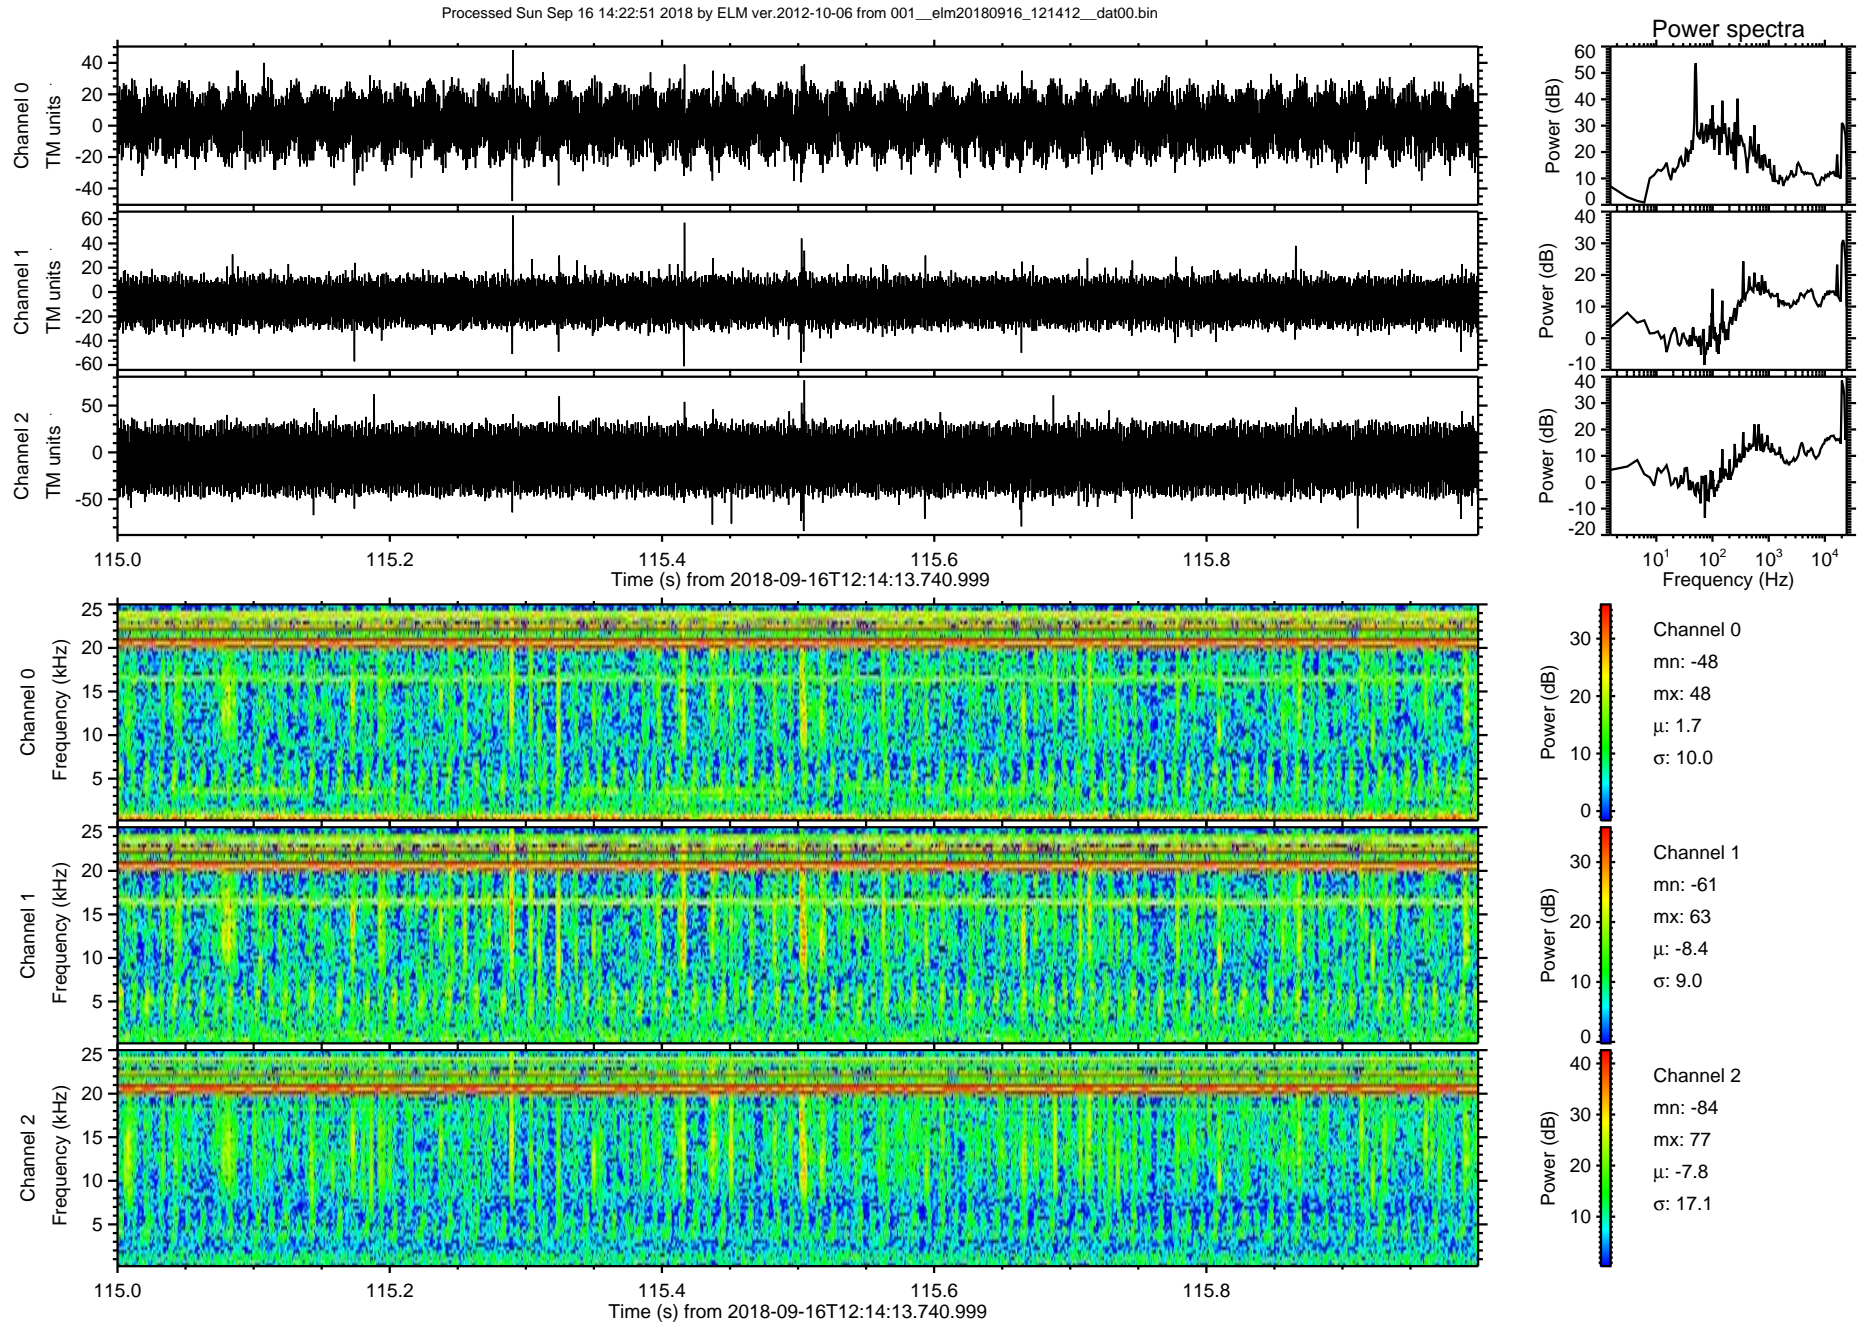 Processed Sun Sep 16 14:22:51 2018 by ELM ver.2012-10-06 from 001__elm20180916_121412__dat00.bin
Power spectra
Channel 0
TM units
40
20
0
-20
-40
Power (dB)
60
50
40
30
20
10
0
Channel 1
TM units
60
40
20
0
-20
-40
-60
Power (dB)
40
30
20
10
0
-10
Channel 2
TM units
50
0
-50
Power (dB)
40
30
20
10
0
-10
-20
115.0 115.2 115.4 115.6 115.8
Time (s) from 2018-09-16T12:14:13.740.999
10¹ 10² 10³ 10⁴
Frequency (Hz)
Channel 0
Frequency (kHz)
25
20
15
10
5
Power (dB)
30
20
10
0
Channel 0
mn: -48
mx: 48
μ: 1.7
σ: 10.0
Channel 1
Frequency (kHz)
25
20
15
10
5
Power (dB)
30
20
10
0
Channel 1
mn: -61
mx: 63
μ: -8.4
σ: 9.0
Channel 2
Frequency (kHz)
25
20
15
10
5
Power (dB)
40
30
20
10
Channel 2
mn: -84
mx: 77
μ: -7.8
σ: 17.1
115.0 115.2 115.4 115.6 115.8
Time (s) from 2018-09-16T12:14:13.740.999